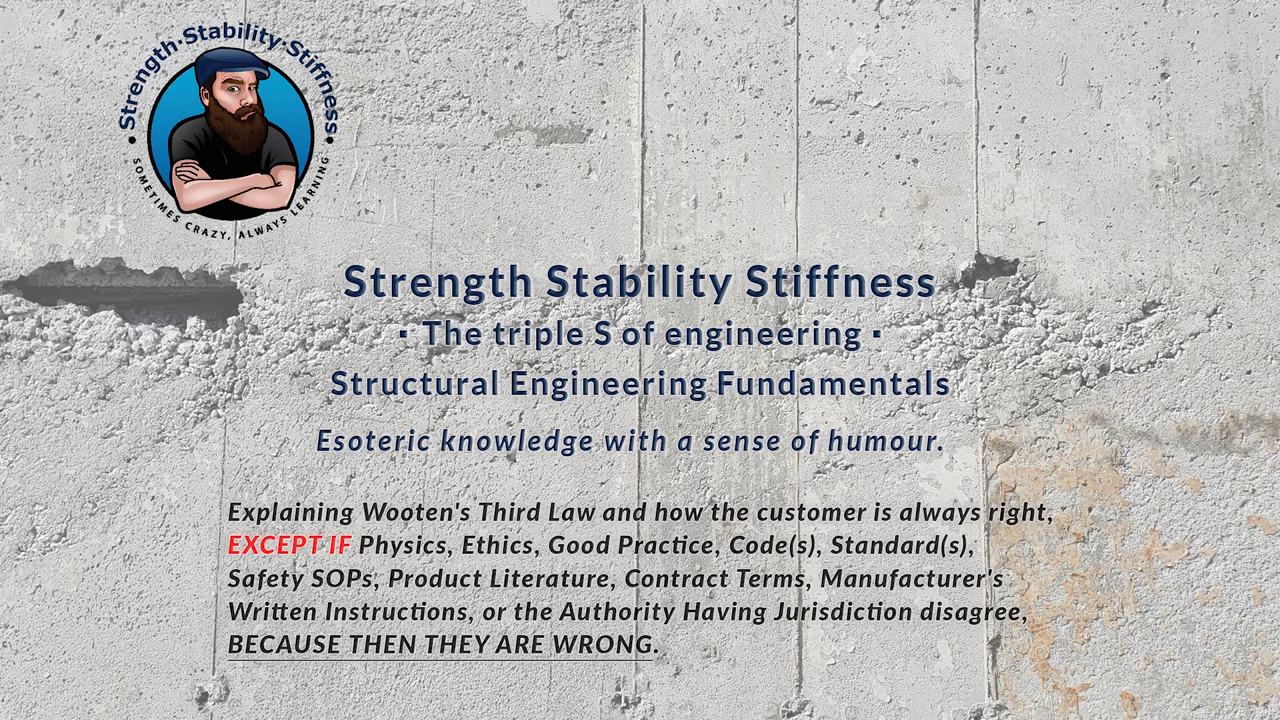 • Strength·Stability·Stiffness •
SOMETIMES CRAZY, ALWAYS LEARNING
Strength Stability Stiffness
▪ The triple S of engineering ▪
Structural Engineering Fundamentals
Esoteric knowledge with a sense of humour.
Explaining Wooten's Third Law and how the customer is always right,
EXCEPT IF Physics, Ethics, Good Practice, Code(s), Standard(s),
Safety SOPs, Product Literature, Contract Terms, Manufacturer's
Written Instructions, or the Authority Having Jurisdiction disagree,
BECAUSE THEN THEY ARE WRONG.